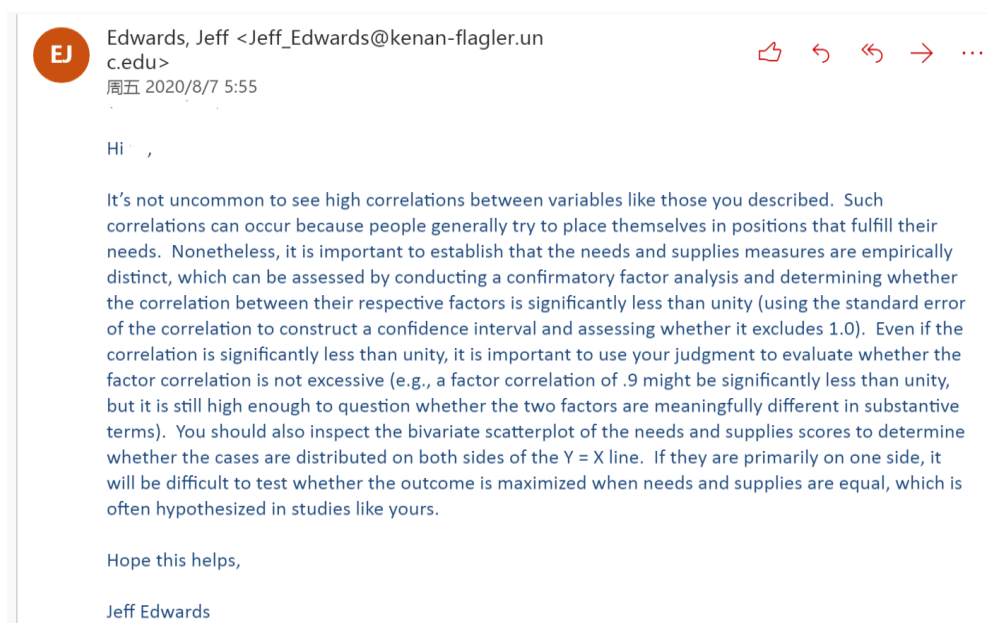 EJ
Edwards, Jeff <Jeff_Edwards@kenan-flagler.un
c.edu>
周五 2020/8/7 5:55
Hi ,
It's not uncommon to see high correlations between variables like those you described. Such
correlations can occur because people generally try to place themselves in positions that fulfill their
needs. Nonetheless, it is important to establish that the needs and supplies measures are empirically
distinct, which can be assessed by conducting a confirmatory factor analysis and determining whether
the correlation between their respective factors is significantly less than unity (using the standard error
of the correlation to construct a confidence interval and assessing whether it excludes 1.0). Even if the
correlation is significantly less than unity, it is important to use your judgment to evaluate whether the
factor correlation is not excessive (e.g., a factor correlation of .9 might be significantly less than unity,
but it is still high enough to question whether the two factors are meaningfully different in substantive
terms). You should also inspect the bivariate scatterplot of the needs and supplies scores to determine
whether the cases are distributed on both sides of the Y = X line. If they are primarily on one side, it
will be difficult to test whether the outcome is maximized when needs and supplies are equal, which is
often hypothesized in studies like yours.
Hope this helps,
Jeff Edwards